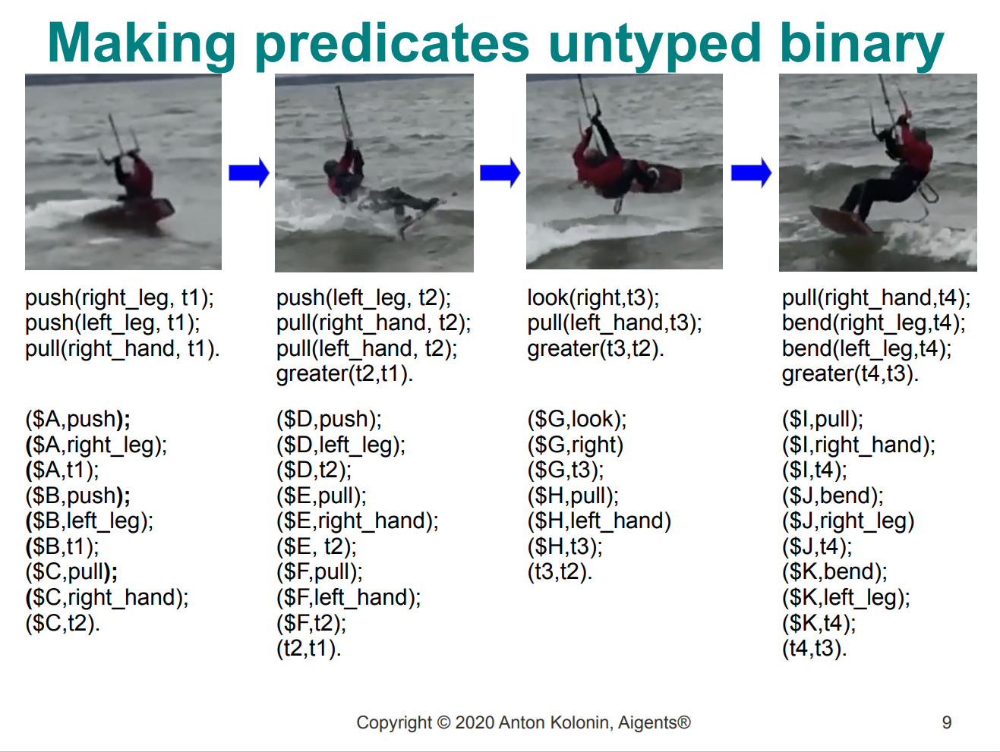 Making predicates untyped binary
push(right_leg, t1);
push(left_leg, t1);
pull(right_hand, t1).
push(left_leg, t2);
pull(right_hand, t2);
pull(left_hand, t2);
greater(t2,t1).
look(right,t3);
pull(left_hand,t3);
greater(t3,t2).
pull(right_hand,t4);
bend(right_leg,t4);
bend(left_leg,t4);
greater(t4,t3).
($A,push);
($A,right_leg);
($A,t1);
($B,push);
($B,left_leg);
($B,t1);
($C,pull);
($C,right_hand);
($C,t2).
($D,push);
($D,left_leg);
($D,t2);
($E,pull);
($E,right_hand);
($E, t2);
($F,pull);
($F,left_hand);
($F,t2);
(t2,t1).
($G,look);
($G,right)
($G,t3);
($H,pull);
($H,left_hand)
($H,t3);
(t3,t2).
($I,pull);
($I,right_hand);
($I,t4);
($J,bend);
($J,right_leg)
($J,t4);
($K,bend);
($K,left_leg);
($K,t4);
(t4,t3).
Copyright © 2020 Anton Kolonin, Aigents®
9